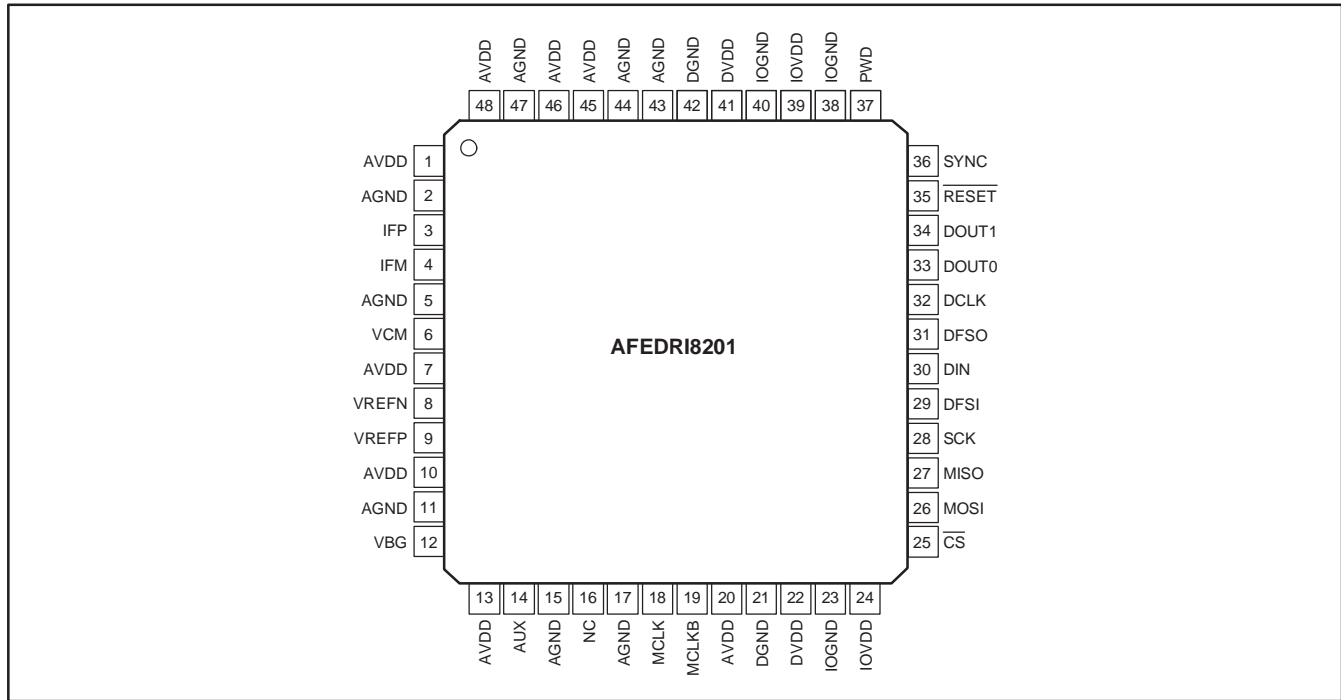 AVDD AGND AVDD AVDD AGND AGND DGND DVDD IOGND IOVDD IOGND PWD
48 47 46 45 44 43 42 41 40 39 38 37
AVDD 1
AGND 2
IFP 3
IFM 4
AGND 5
VCM 6
AVDD 7
VREFN 8
VREFP 9
AVDD 10
AGND 11
VBG 12
AFEDRI8201
36 SYNC
35 RESET
34 DOUT1
33 DOUT0
32 DCLK
31 DFSO
30 DIN
29 DFSI
28 SCK
27 MISO
26 MOSI
25 CS
13 14 15 16 17 18 19 20 21 22 23 24
AVDD AUX AGND NC AGND MCLK MCLKB AVDD DGND DVDD IOGND IOVDD